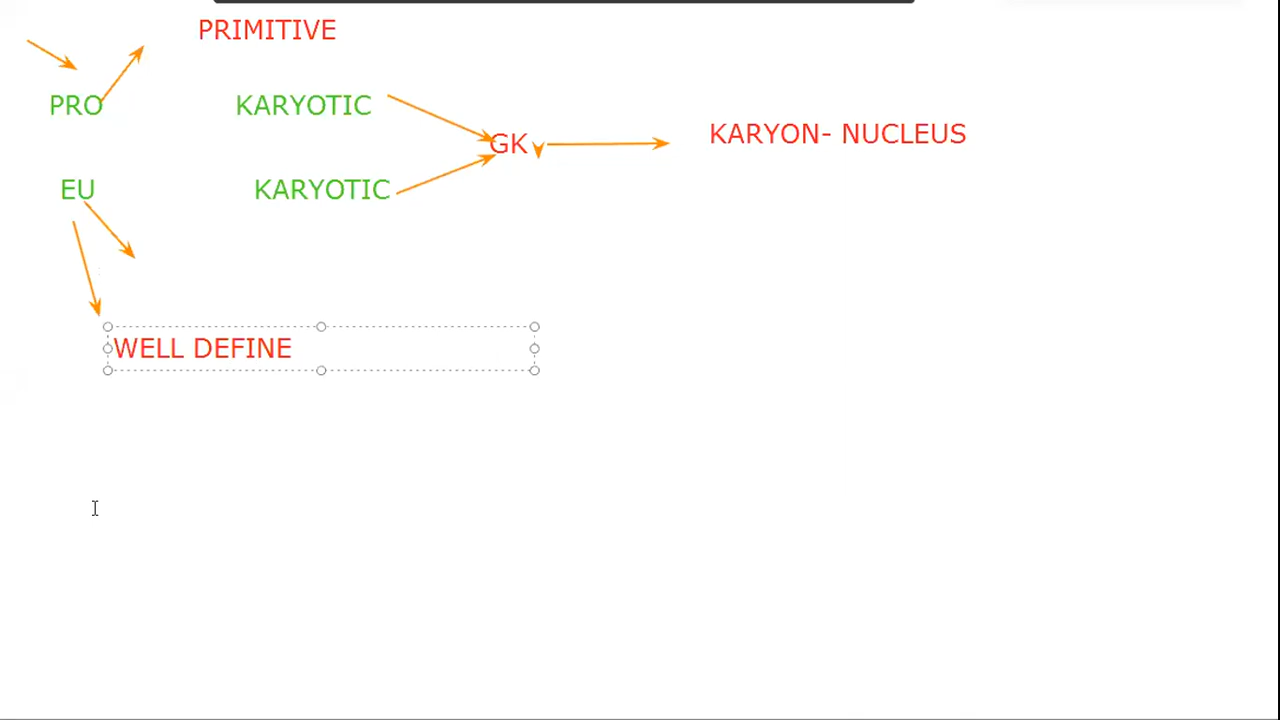 PRIMITIVE
PRO KARYOTIC
GK KARYON- NUCLEUS
EU KARYOTIC
WELL DEFINE